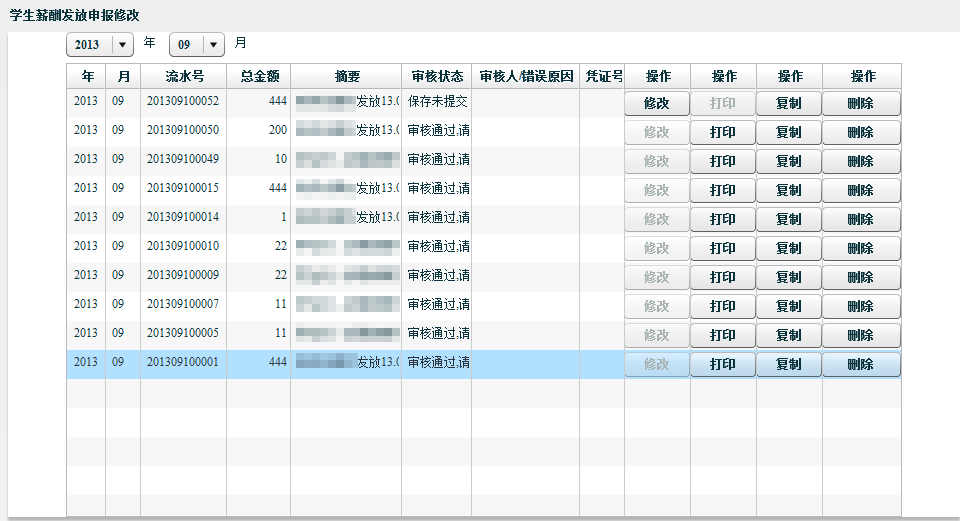 学生薪酬发放申报修改
2013 年 09 月
年 月 流水号 总金额 摘要 审核状态 审核人/错误原因 凭证号 操作 操作 操作 操作
2013 09 201309100052 444 发放13.0 保存未提交 修改 打印 复制 删除
2013 09 201309100050 200 发放13.0 审核通过,请 修改 打印 复制 删除
2013 09 201309100049 10 审核通过,请 修改 打印 复制 删除
2013 09 201309100015 444 发放13.0 审核通过,请 修改 打印 复制 删除
2013 09 201309100014 1 发放13.0 审核通过,请 修改 打印 复制 删除
2013 09 201309100010 22 审核通过,请 修改 打印 复制 删除
2013 09 201309100009 22 审核通过,请 修改 打印 复制 删除
2013 09 201309100007 11 审核通过,请 修改 打印 复制 删除
2013 09 201309100005 11 审核通过,请 修改 打印 复制 删除
2013 09 201309100001 444 发放13.0 审核通过,请 修改 打印 复制 删除